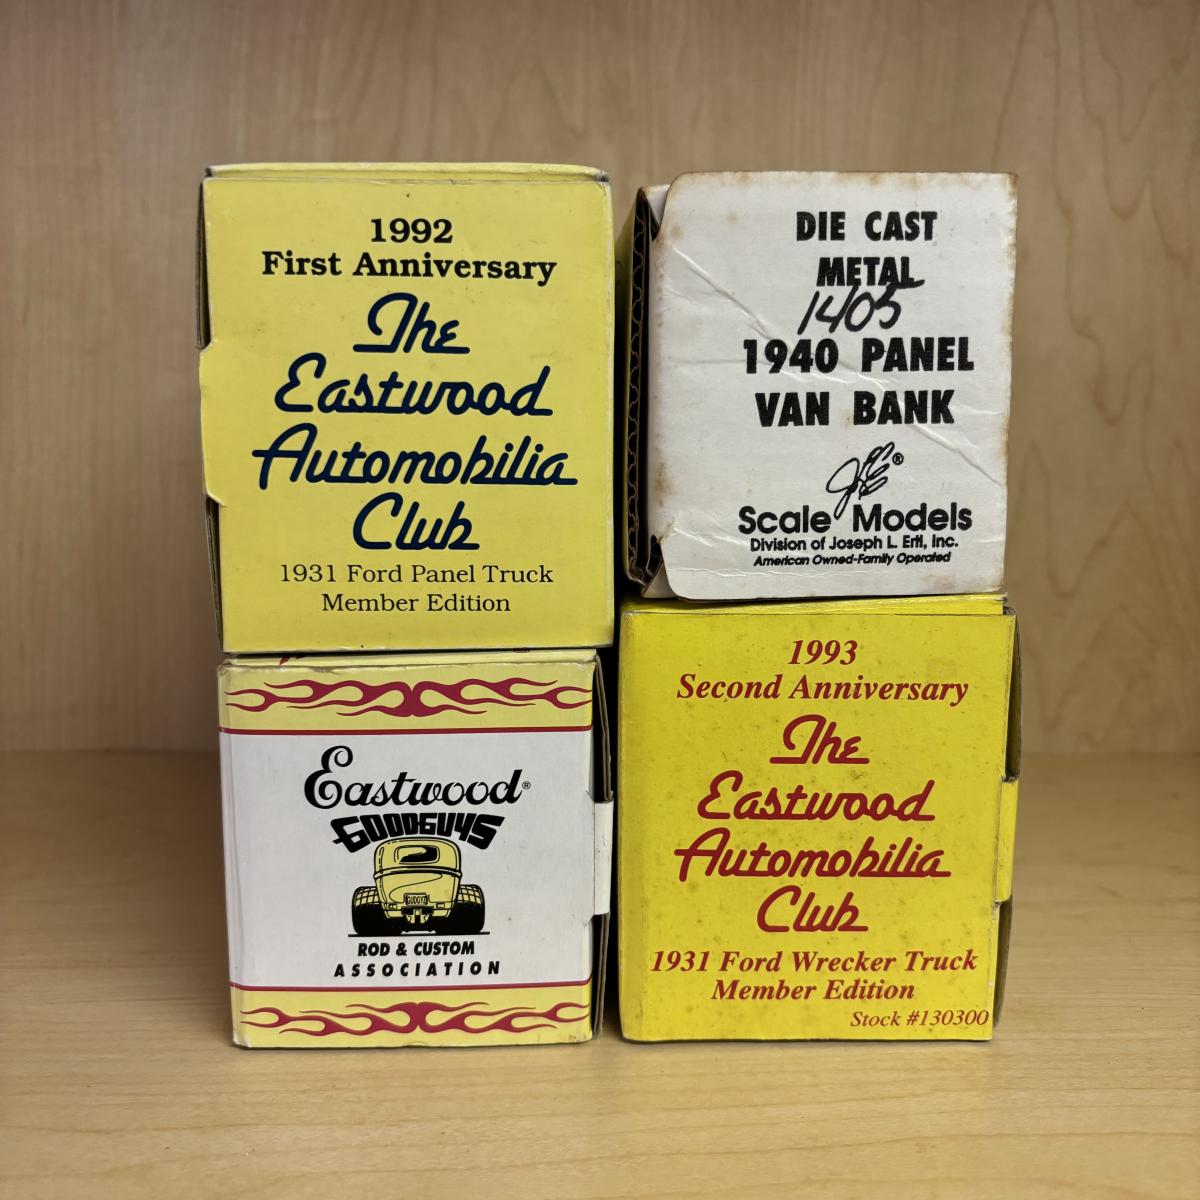 1992
First Anniversary
The
Eastwood
Automobilia
Club
1931 Ford Panel Truck
Member Edition
DIE CAST
METAL
1405
1940 PANEL
VAN BANK
JLE®
Scale Models
Division of Joseph L. Ertl, Inc.
American Owned-Family Operated
Eastwood®
GOODGUYS
GUDGYZ
ROD & CUSTOM
ASSOCIATION
1993
Second Anniversary
The
Eastwood
Automobilia
Club
1931 Ford Wrecker Truck
Member Edition
Stock #130300